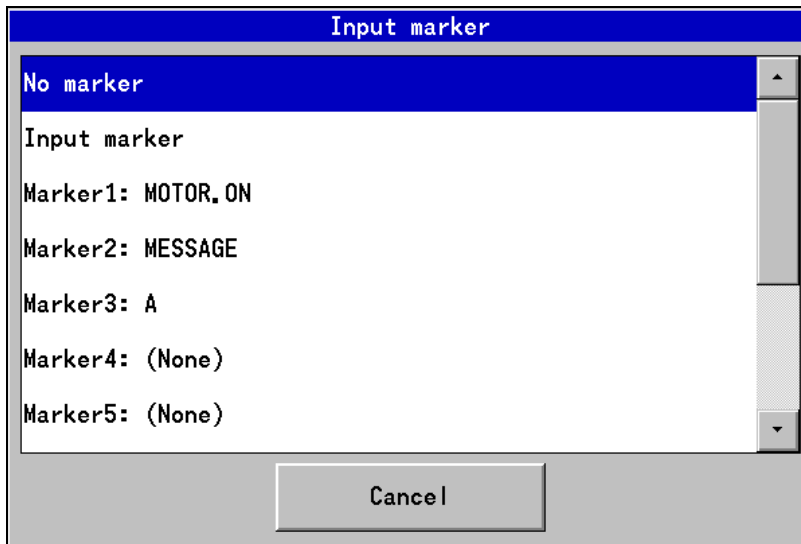 Input marker
No marker
Input marker
Marker1: MOTOR.ON
Marker2: MESSAGE
Marker3: A
Marker4: (None)
Marker5: (None)
Cancel